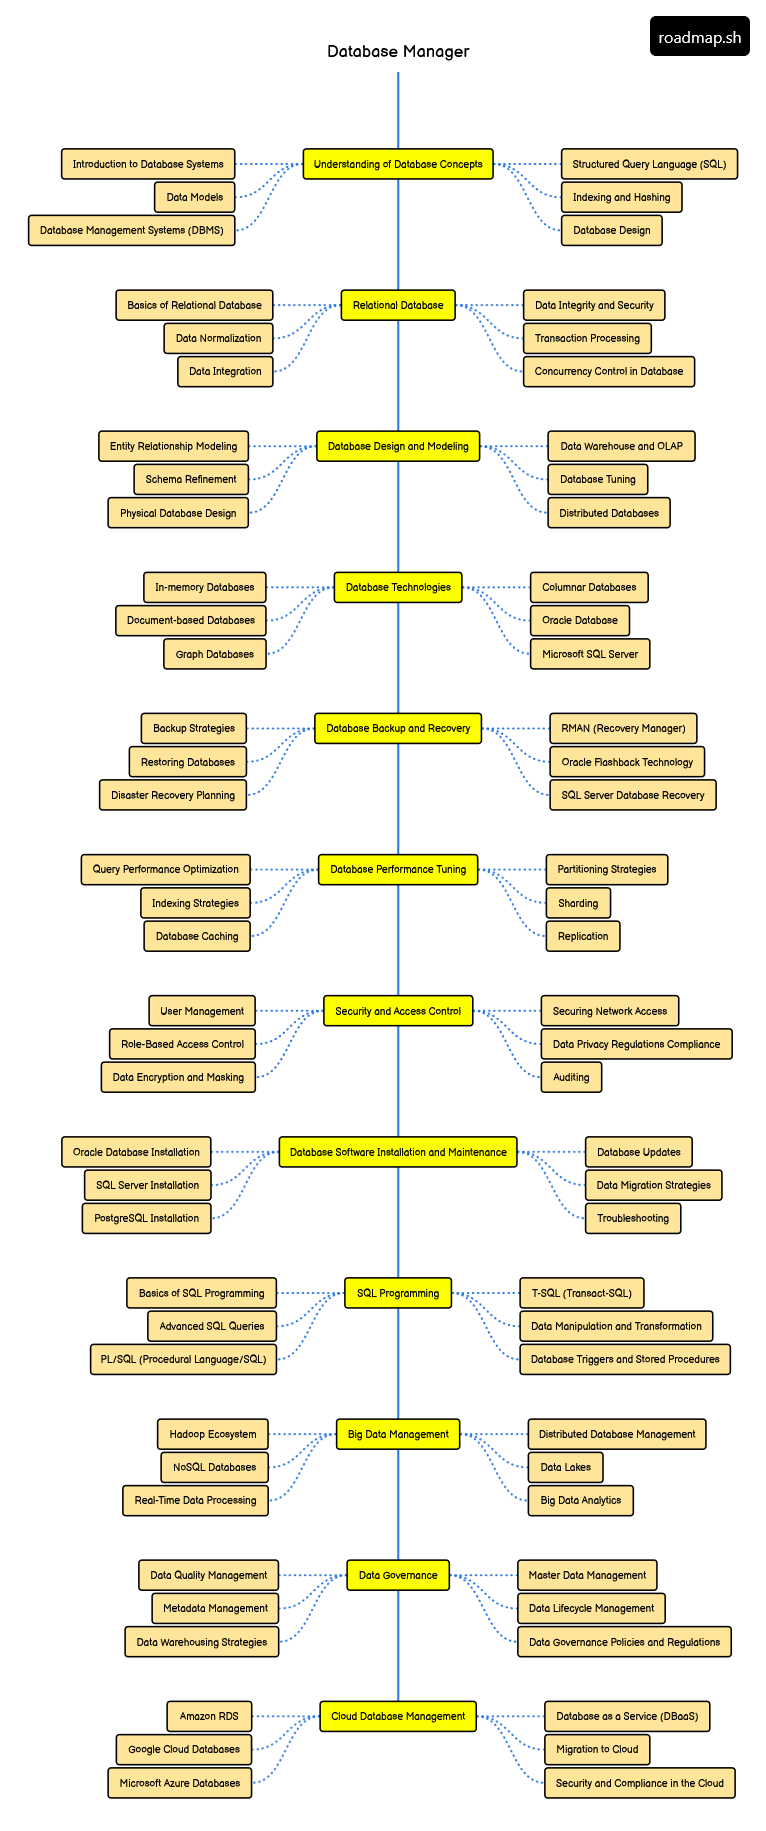 roadmap.sh
Database Manager
Understanding of Database Concepts
Introduction to Database Systems
Data Models
Database Management Systems (DBMS)
Structured Query Language (SQL)
Indexing and Hashing
Database Design
Relational Database
Basics of Relational Database
Data Normalization
Data Integration
Data Integrity and Security
Transaction Processing
Concurrency Control in Database
Database Design and Modeling
Entity Relationship Modeling
Schema Refinement
Physical Database Design
Data Warehouse and OLAP
Database Tuning
Distributed Databases
Database Technologies
In-memory Databases
Document-based Databases
Graph Databases
Columnar Databases
Oracle Database
Microsoft SQL Server
Database Backup and Recovery
Backup Strategies
Restoring Databases
Disaster Recovery Planning
RMAN (Recovery Manager)
Oracle Flashback Technology
SQL Server Database Recovery
Database Performance Tuning
Query Performance Optimization
Indexing Strategies
Database Caching
Partitioning Strategies
Sharding
Replication
Security and Access Control
User Management
Role-Based Access Control
Data Encryption and Masking
Securing Network Access
Data Privacy Regulations Compliance
Auditing
Database Software Installation and Maintenance
Oracle Database Installation
SQL Server Installation
PostgreSQL Installation
Database Updates
Data Migration Strategies
Troubleshooting
SQL Programming
Basics of SQL Programming
Advanced SQL Queries
PL/SQL (Procedural Language/SQL)
T-SQL (Transact-SQL)
Data Manipulation and Transformation
Database Triggers and Stored Procedures
Big Data Management
Hadoop Ecosystem
NoSQL Databases
Real-Time Data Processing
Distributed Database Management
Data Lakes
Big Data Analytics
Data Governance
Data Quality Management
Metadata Management
Data Warehousing Strategies
Master Data Management
Data Lifecycle Management
Data Governance Policies and Regulations
Cloud Database Management
Amazon RDS
Google Cloud Databases
Microsoft Azure Databases
Database as a Service (DBaaS)
Migration to Cloud
Security and Compliance in the Cloud